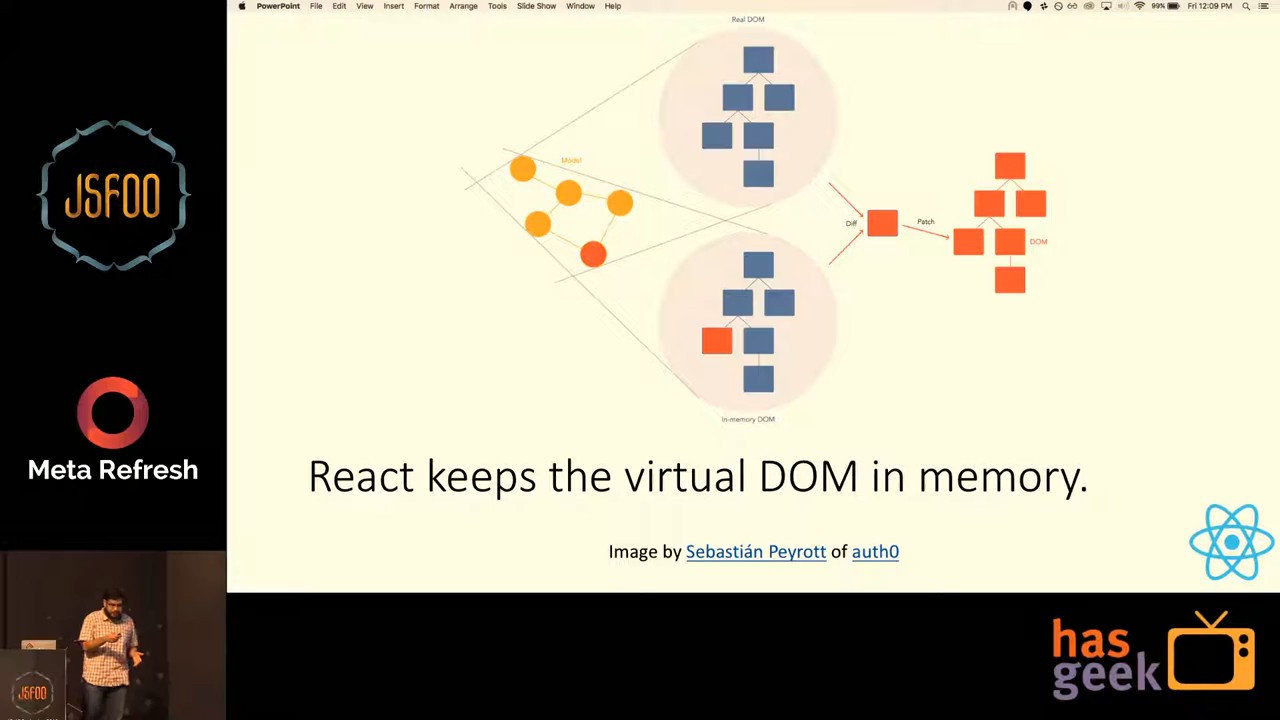 PowerPoint File Edit View Insert Format Arrange Tools Slide Show Window Help
99% Fri 12:09 PM
Real DOM
Model
Diff
Patch
DOM
In-memory DOM
React keeps the virtual DOM in memory.
Image by Sebastián Peyrott of auth0
JSFOO
Meta Refresh
JSFOO
has
geek